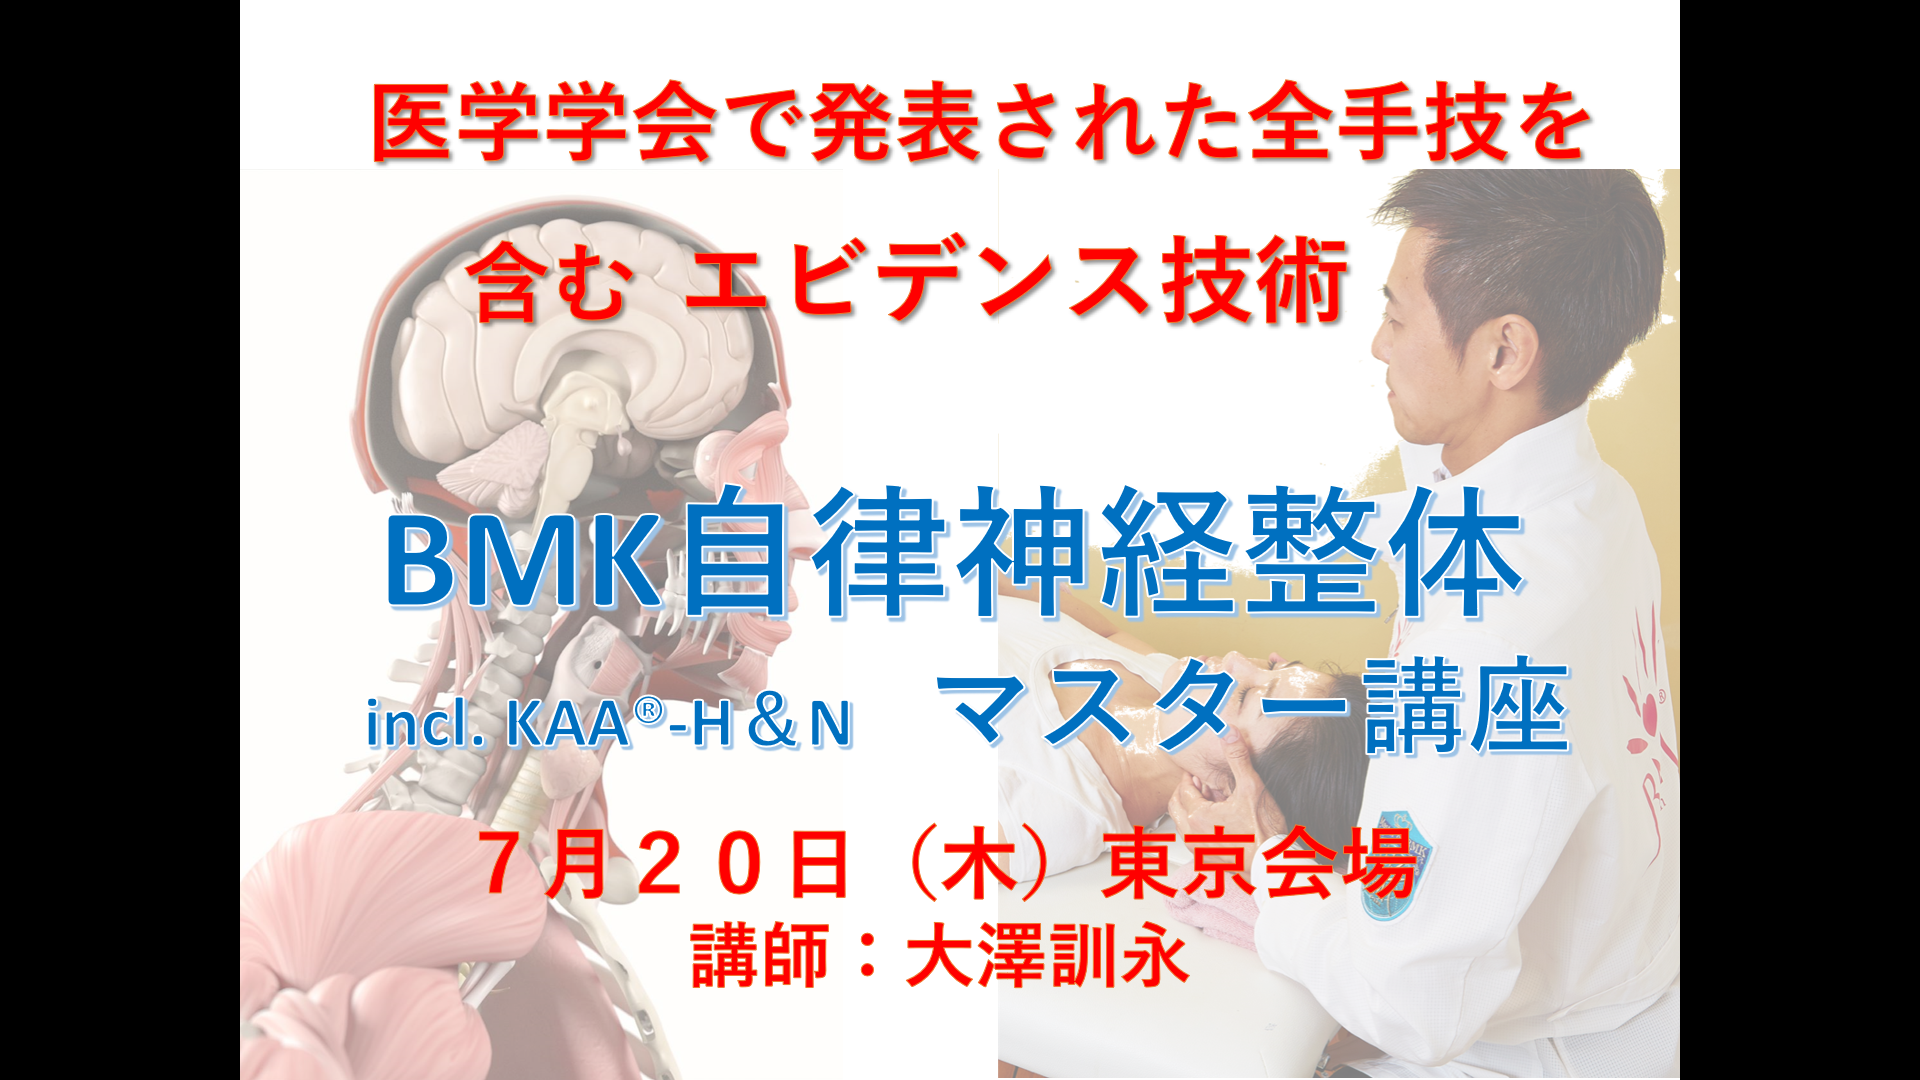 医学学会で発表された全手技を
含む エビデンス技術
BMK自律神経整体
incl. KAA®-H＆N　マスター講座
７月２０日（木）東京会場
講師：大澤訓永